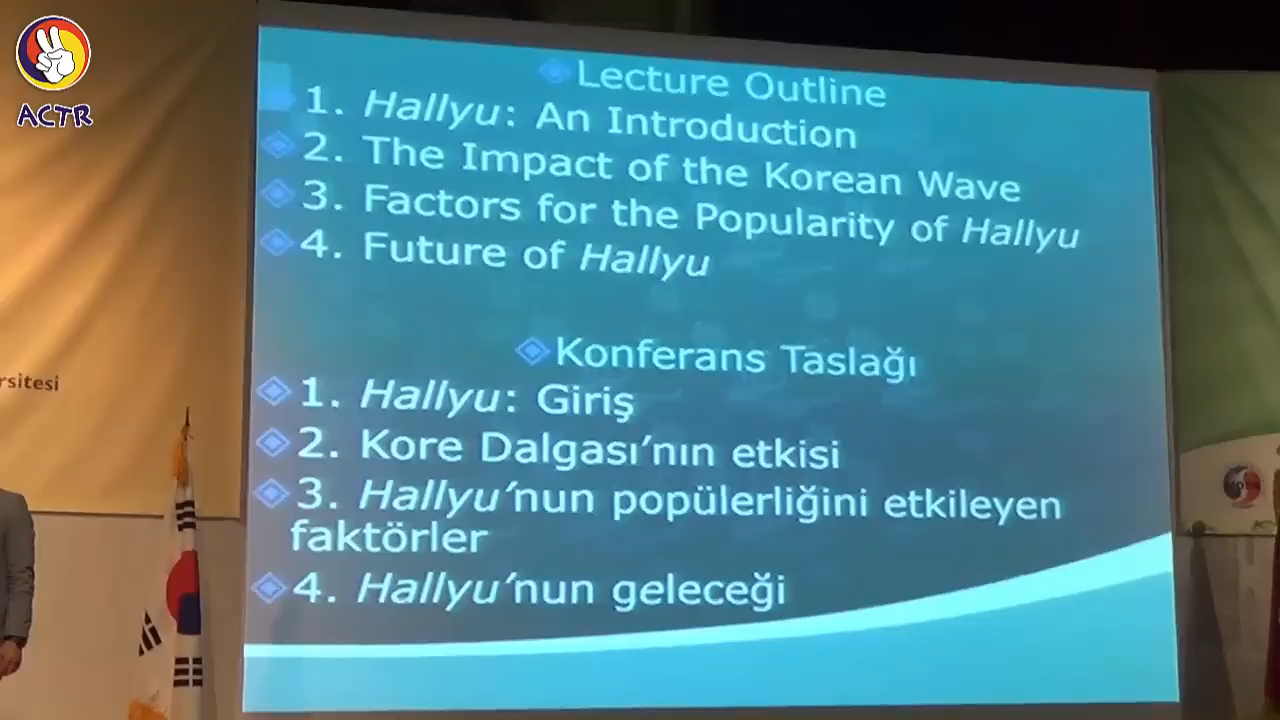 ACTR
Lecture Outline
1. Hallyu: An Introduction
2. The Impact of the Korean Wave
3. Factors for the Popularity of Hallyu
4. Future of Hallyu
Konferans Taslağı
1. Hallyu: Giriş
2. Kore Dalgası’nın etkisi
3. Hallyu’nun popülerliğini etkileyen
faktörler
4. Hallyu’nun geleceği
rsitesi